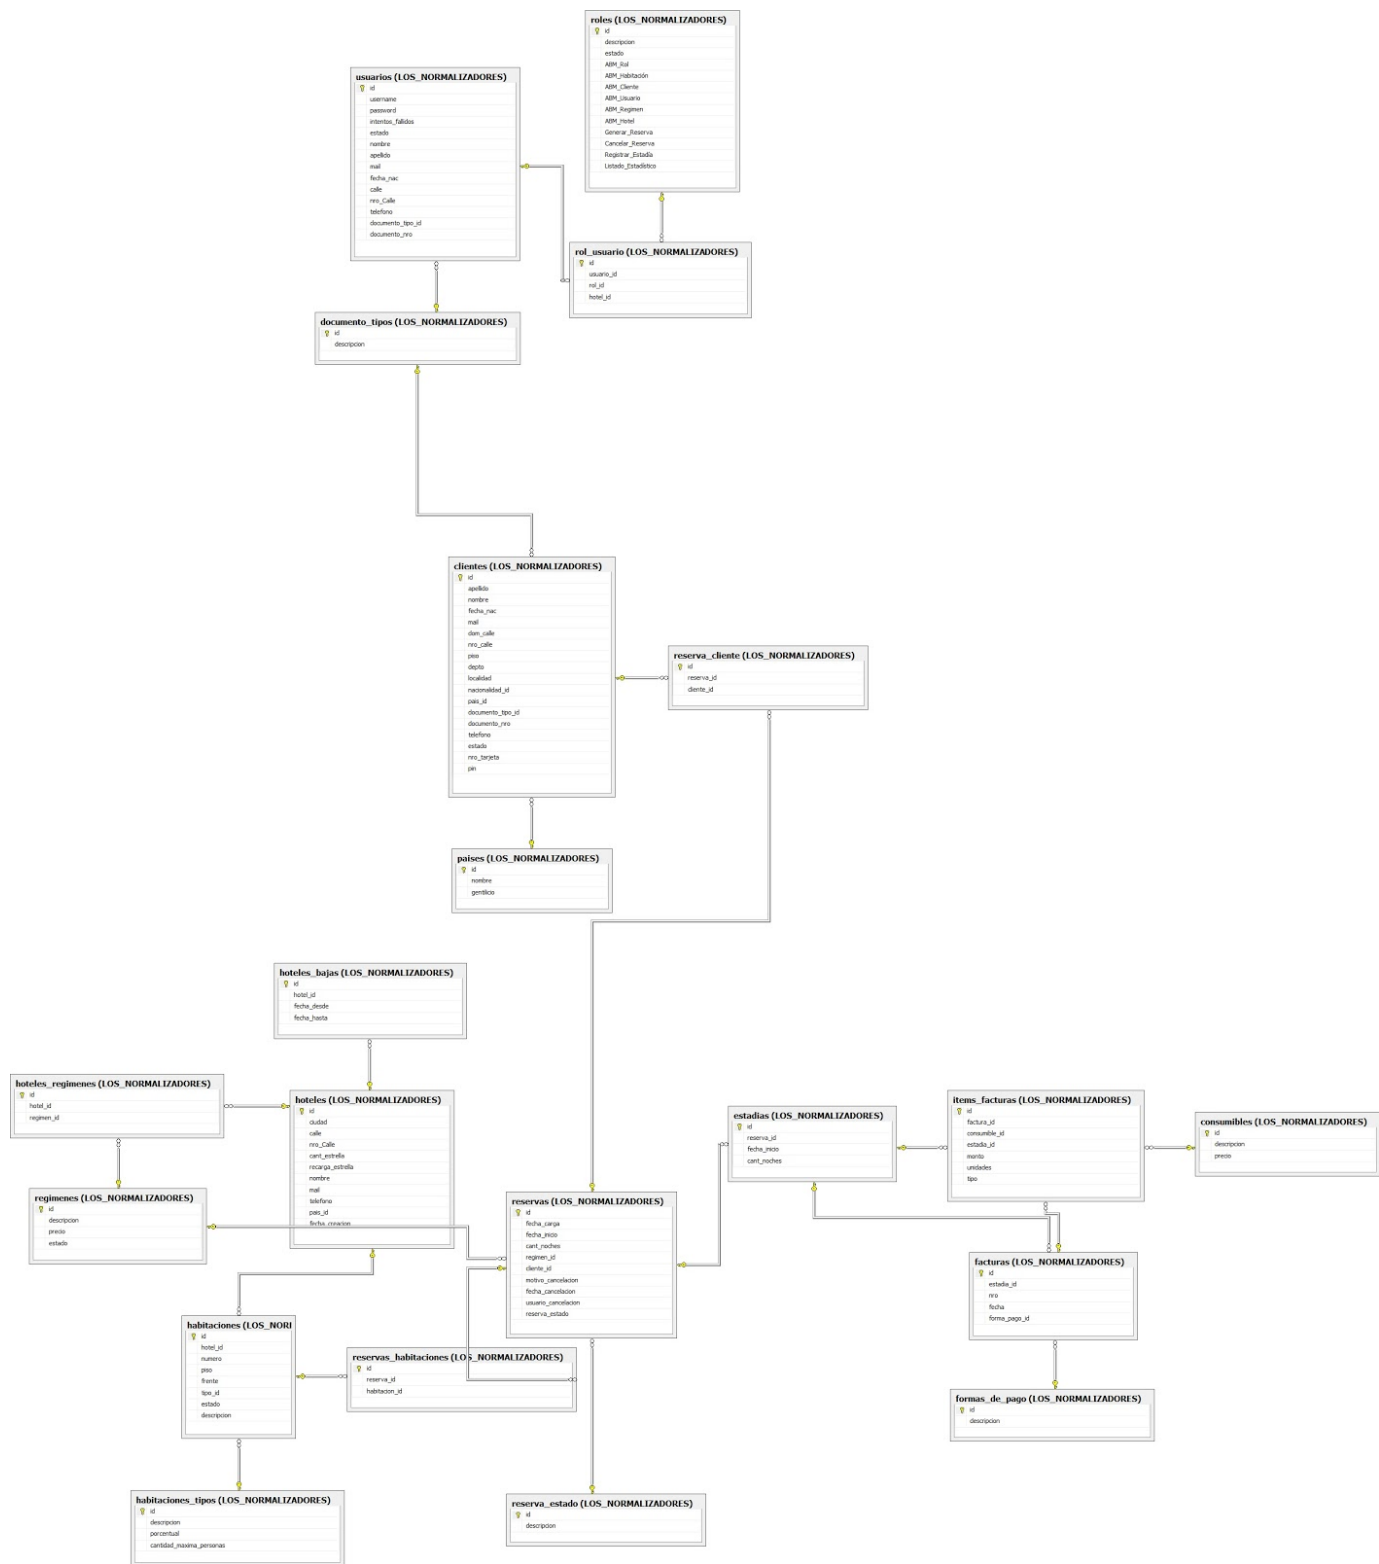 roles (LOS_NORMALIZADORES)
id
descripcion
estado
ABM_Rol
ABM_Habitación
ABM_Cliente
ABM_Usuario
ABM_Regimen
ABM_Hotel
Generar_Reserva
Cancelar_Reserva
Registrar_Estadía
Listado_Estadístico
usuarios (LOS_NORMALIZADORES)
id
username
password
intentos_fallidos
estado
nombre
apellido
mail
fecha_nac
calle
nro_Calle
telefono
documento_tipo_id
documento_nro
rol_usuario (LOS_NORMALIZADORES)
id
usuario_id
rol_id
hotel_id
documento_tipos (LOS_NORMALIZADORES)
id
descripcion
clientes (LOS_NORMALIZADORES)
id
apellido
nombre
fecha_nac
mail
dom_calle
nro_calle
piso
depto
localidad
nacionalidad_id
pais_id
documento_tipo_id
documento_nro
telefono
estado
nro_tarjeta
pin
reserva_cliente (LOS_NORMALIZADORES)
id
reserva_id
cliente_id
paises (LOS_NORMALIZADORES)
id
nombre
gentilicio
hoteles_bajas (LOS_NORMALIZADORES)
id
hotel_id
fecha_desde
fecha_hasta
hoteles_regimenes (LOS_NORMALIZADORES)
id
hotel_id
regimen_id
hoteles (LOS_NORMALIZADORES)
id
ciudad
calle
nro_Calle
cant_estrella
recarga_estrella
nombre
mail
telefono
pais_id
fecha_creacion
estadias (LOS_NORMALIZADORES)
id
reserva_id
fecha_inicio
cant_noches
items_facturas (LOS_NORMALIZADORES)
id
factura_id
consumible_id
estadia_id
monto
unidades
tipo
consumibles (LOS_NORMALIZADORES)
id
descripcion
precio
regimenes (LOS_NORMALIZADORES)
id
descripcion
precio
estado
reservas (LOS_NORMALIZADORES)
id
fecha_carga
fecha_inicio
cant_noches
regimen_id
cliente_id
motivo_cancelacion
fecha_cancelacion
usuario_cancelacion
reserva_estado
facturas (LOS_NORMALIZADORES)
id
estadia_id
nro
fecha
forma_pago_id
habitaciones (LOS_NORI
id
hotel_id
numero
piso
frente
tipo_id
estado
descripcion
reservas_habitaciones (LOS_NORMALIZADORES)
id
reserva_id
habitacion_id
formas_de_pago (LOS_NORMALIZADORES)
id
descripcion
habitaciones_tipos (LOS_NORMALIZADORES)
id
descripcion
porcentual
cantidad_maxima_personas
reserva_estado (LOS_NORMALIZADORES)
id
descripcion